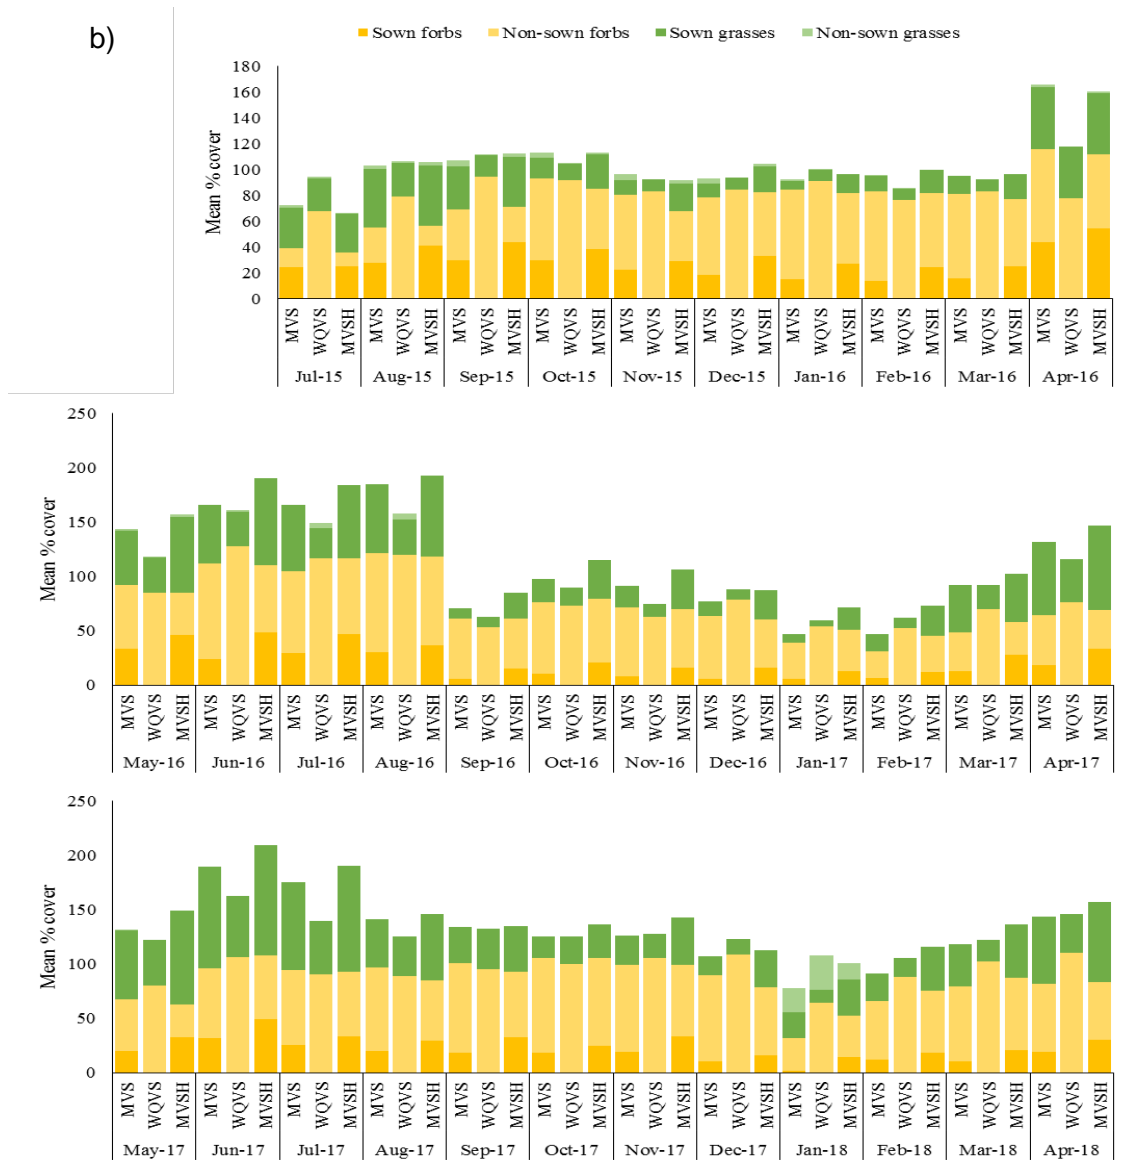 b)
Sown forbs Non-sown forbs Sown grasses Non-sown grasses
Mean % cover
180
160
140
120
100
80
60
40
20
0
MVS WQVS MVSH MVS WQVS MVSH MVS WQVS MVSH MVS WQVS MVSH MVS WQVS MVSH MVS WQVS MVSH MVS WQVS MVSH MVS WQVS MVSH MVS WQVS MVSH MVS WQVS MVSH
Jul-15 Aug-15 Sep-15 Oct-15 Nov-15 Dec-15 Jan-16 Feb-16 Mar-16 Apr-16
Mean % cover
250
200
150
100
50
0
MVS WQVS MVSH MVS WQVS MVSH MVS WQVS MVSH MVS WQVS MVSH MVS WQVS MVSH MVS WQVS MVSH MVS WQVS MVSH MVS WQVS MVSH MVS WQVS MVSH MVS WQVS MVSH MVS WQVS MVSH MVS WQVS MVSH
May-16 Jun-16 Jul-16 Aug-16 Sep-16 Oct-16 Nov-16 Dec-16 Jan-17 Feb-17 Mar-17 Apr-17
Mean % cover
250
200
150
100
50
0
MVS WQVS MVSH MVS WQVS MVSH MVS WQVS MVSH MVS WQVS MVSH MVS WQVS MVSH MVS WQVS MVSH MVS WQVS MVSH MVS WQVS MVSH MVS WQVS MVSH MVS WQVS MVSH MVS WQVS MVSH MVS WQVS MVSH
May-17 Jun-17 Jul-17 Aug-17 Sep-17 Oct-17 Nov-17 Dec-17 Jan-18 Feb-18 Mar-18 Apr-18